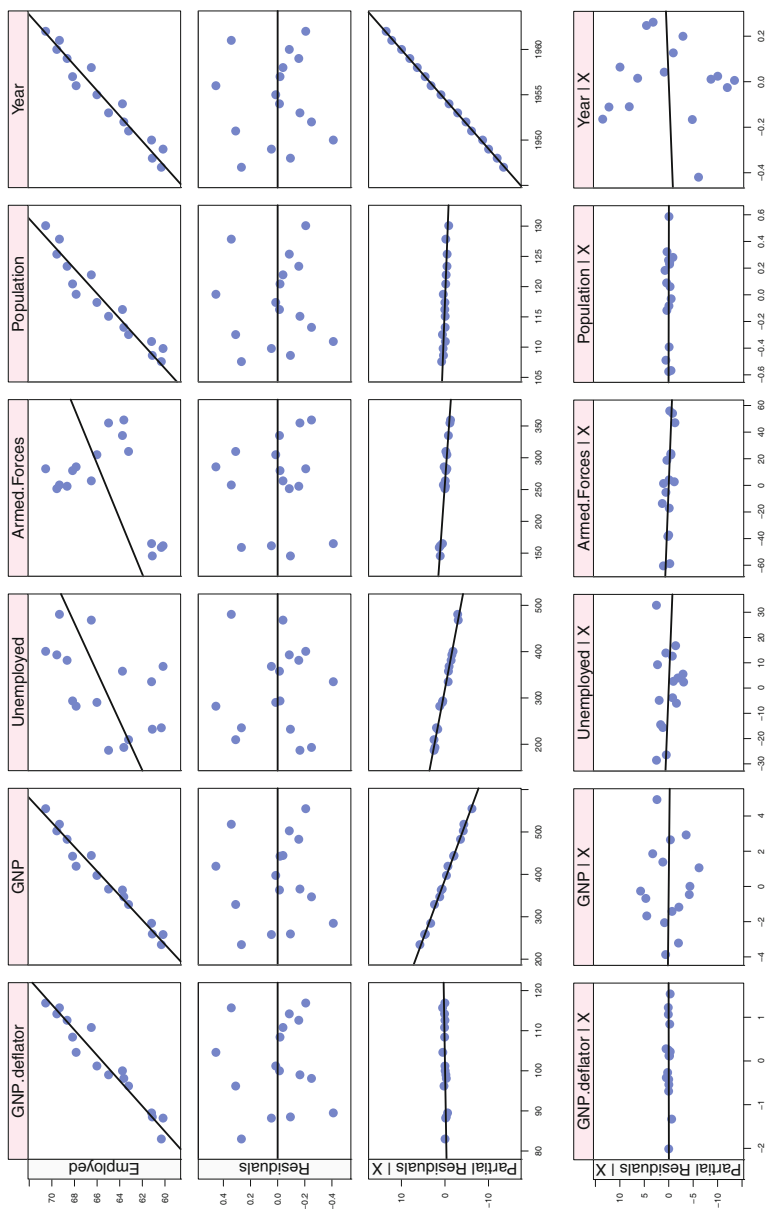 GNP.deflator GNP Unemployed Armed.Forces Population Year
Employed
72
70
68
66
64
62
60
Residuals
0.4
0.2
0.0
−0.2
−0.4
Partial Residuals | X
10
0
−10
80 90 100 110 120 200 300 400 500 200 300 400 500 150 200 250 300 350 105 110 115 120 125 130 1950 1955 1960
GNP.deflator | X GNP | X Unemployed | X Armed.Forces | X Population | X Year | X
Partial Residuals | X
15
10
5
0
−5
−10
−15
−2 −1 0 1 −4 −2 0 2 4 −30 −20 −10 0 10 20 30 −60 −40 −20 0 20 40 60 −0.6 −0.4 −0.2 0.0 0.2 0.4 0.6 −0.4 −0.2 0.0 0.2